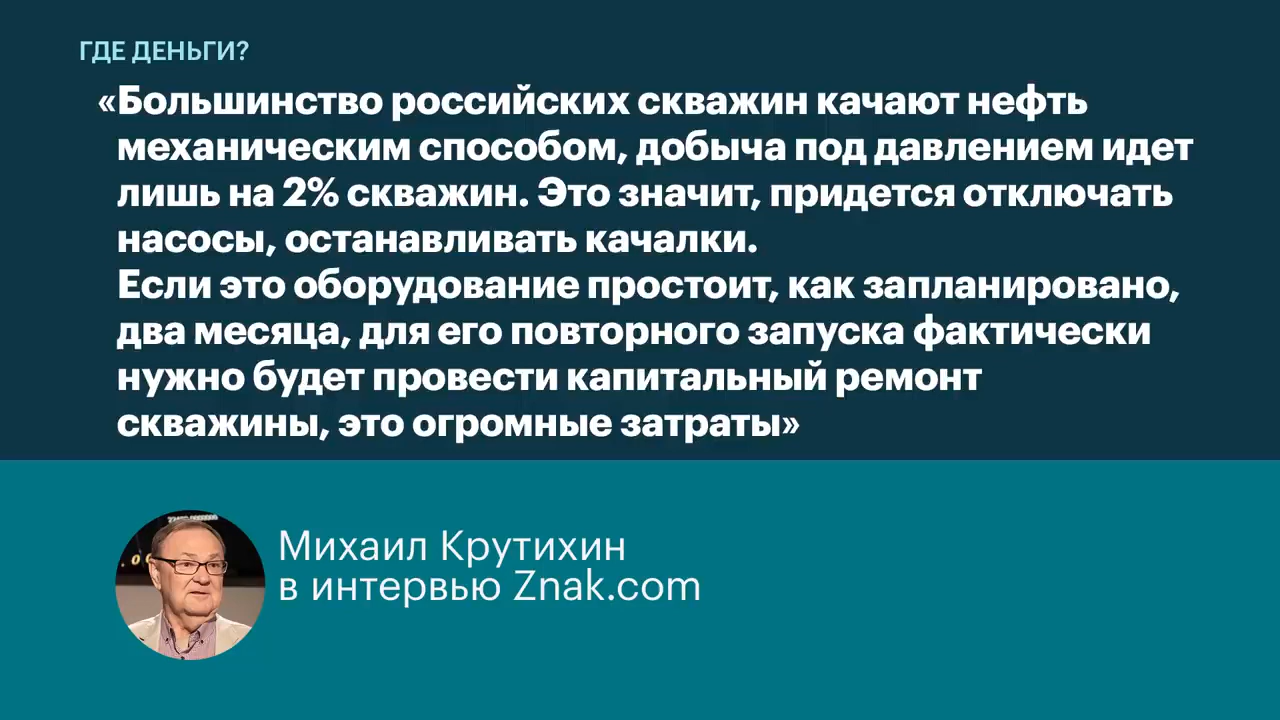 ГДЕ ДЕНЬГИ?
«Большинство российских скважин качают нефть
механическим способом, добыча под давлением идет
лишь на 2% скважин. Это значит, придется отключать
насосы, останавливать качалки.
Если это оборудование простоит, как запланировано,
два месяца, для его повторного запуска фактически
нужно будет провести капитальный ремонт
скважины, это огромные затраты»
Михаил Крутихин
в интервью Znak.com